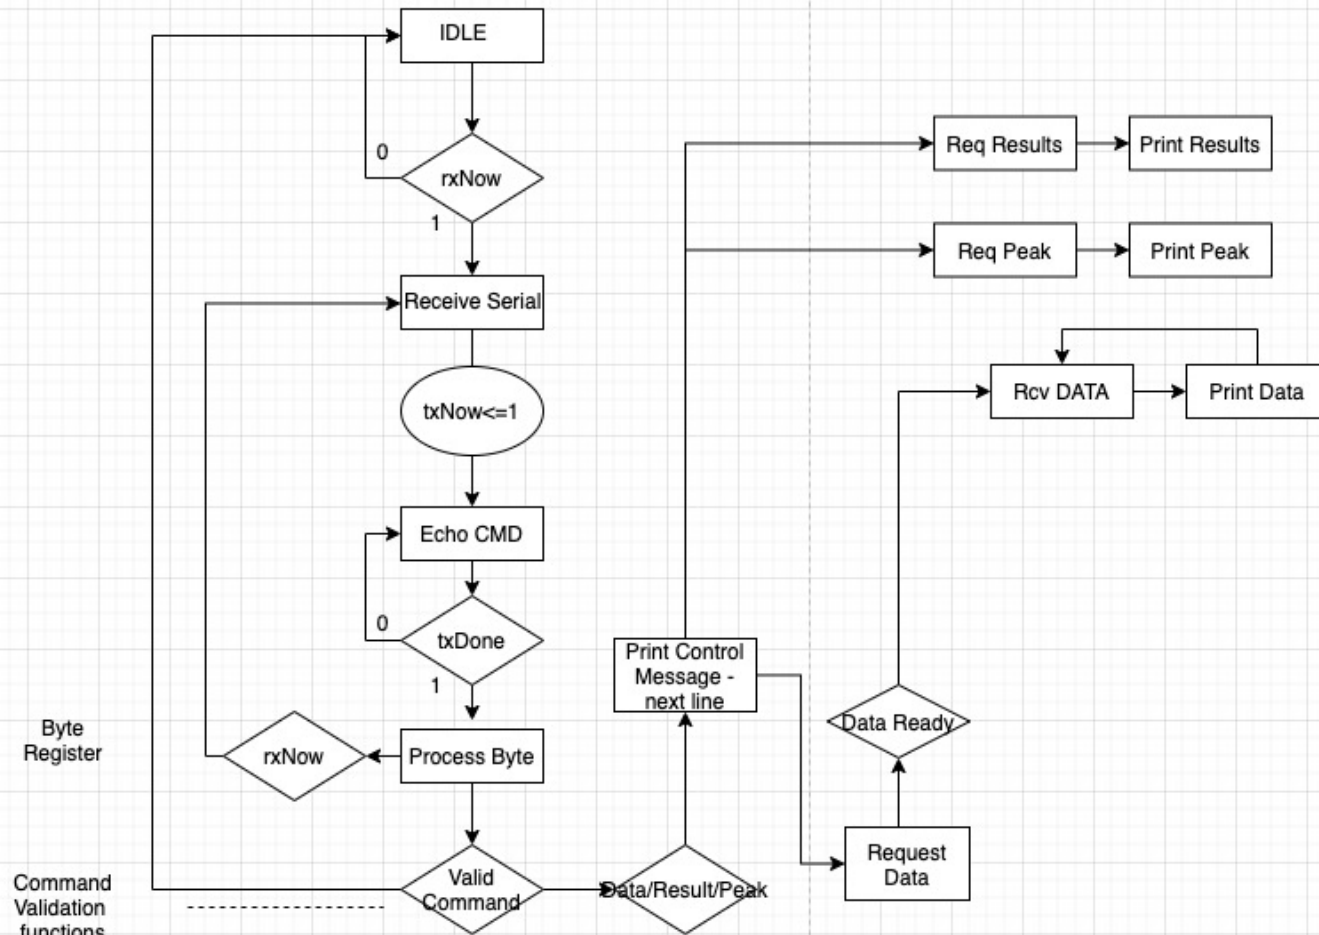 IDLE
0
rxNow
1
Receive Serial
txNow<=1
Echo CMD
0
txDone
1
Process Byte
rxNow
Byte
Register
Valid
Command
Command
Validation
functions
Data/Result/Peak
Print Control
Message -
next line
Req Results
Print Results
Req Peak
Print Peak
Rcv DATA
Print Data
Data Ready
Request
Data